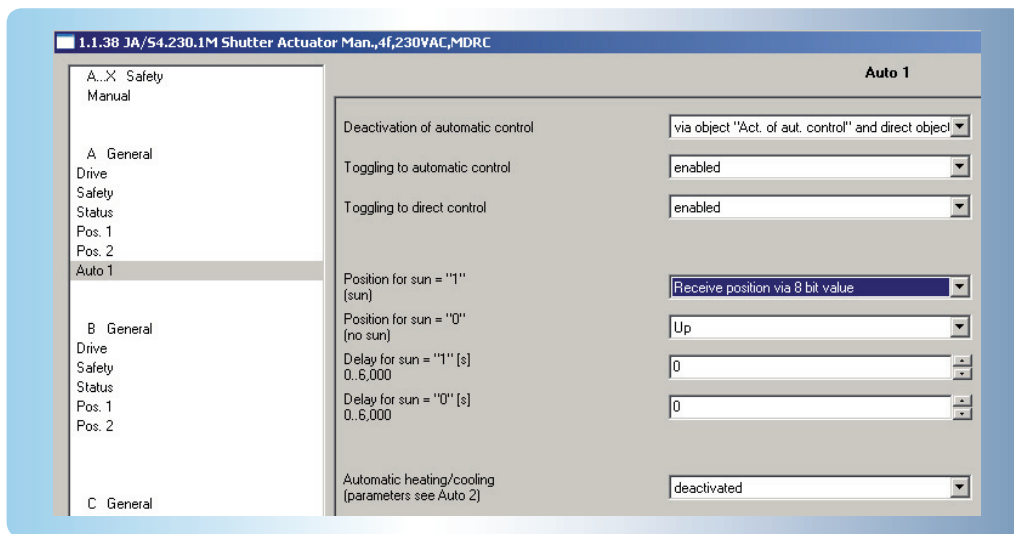 1.1.38 JA/S4.230.1M Shutter Actuator Man.,4f,230VAC,MDRC
A...X Safety
Manual
A General
Drive
Safety
Status
Pos. 1
Pos. 2
Auto 1
B General
Drive
Safety
Status
Pos. 1
Pos. 2
C General
Auto 1
Deactivation of automatic control
via object "Act. of aut. control" and direct object
Toggling to automatic control
enabled
Toggling to direct control
enabled
Position for sun = "1"
(sun)
Receive position via 8 bit value
Position for sun = "0"
(no sun)
Up
Delay for sun = "1" [s]
0..6,000
0
Delay for sun = "0" [s]
0..6,000
0
Automatic heating/cooling
(parameters see Auto 2)
deactivated